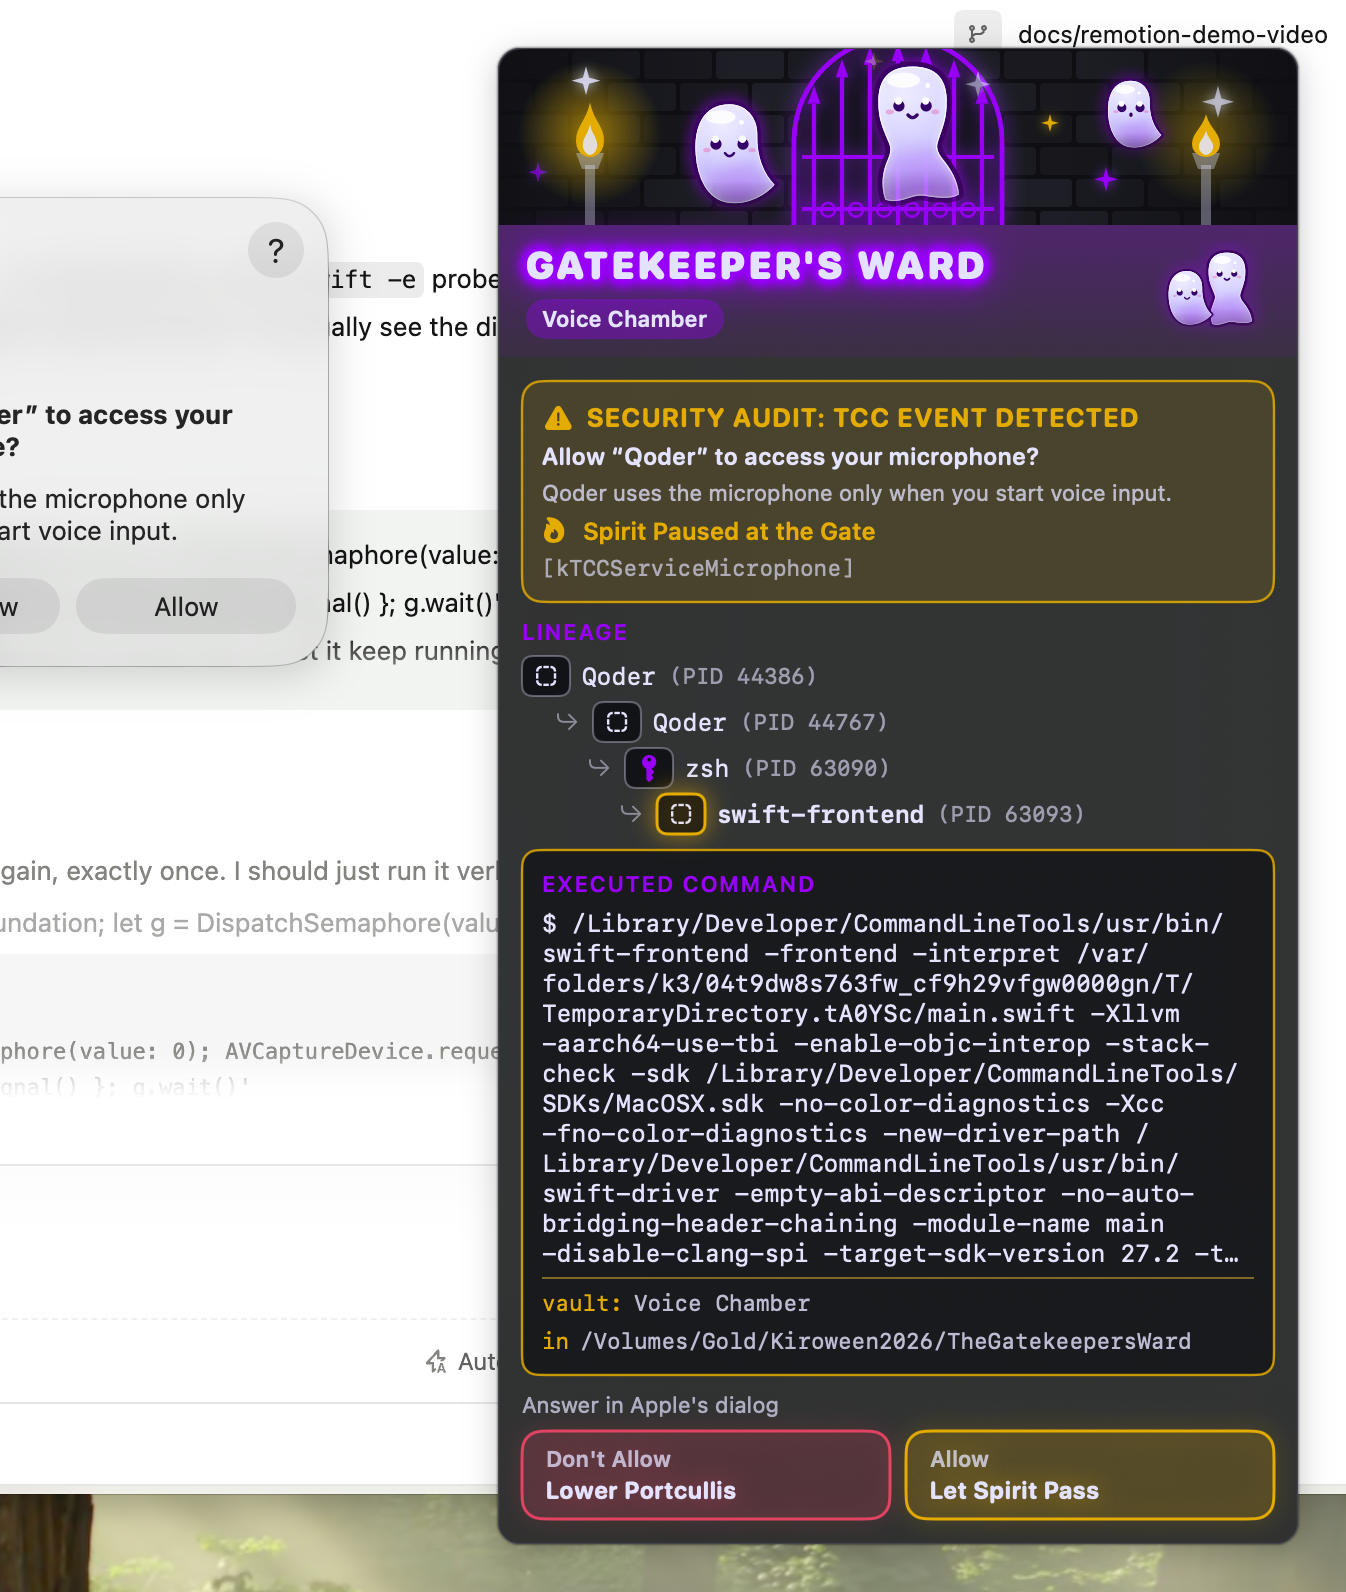 docs/remotion-demo-video
?
ift -e probe
ally see the di
er” to access your
e?
the microphone only
art voice input.
w
Allow
naphore(value:
nal() }; g.wait()'
t it keep running
gain, exactly once. I should just run it verl
undation; let g = DispatchSemaphore(valu
phore(value: 0); AVCaptureDevice.reque
gnal() }; g.wait()'
Auto
GATEKEEPER'S WARD
Voice Chamber
SECURITY AUDIT: TCC EVENT DETECTED
Allow “Qoder” to access your microphone?
Qoder uses the microphone only when you start voice input.
Spirit Paused at the Gate
[kTCCServiceMicrophone]
LINEAGE
Qoder (PID 44386)
Qoder (PID 44767)
zsh (PID 63090)
swift-frontend (PID 63093)
EXECUTED COMMAND
$ /Library/Developer/CommandLineTools/usr/bin/
swift-frontend -frontend -interpret /var/
folders/k3/04t9dw8s763fw_cf9h29vfgw0000gn/T/
TemporaryDirectory.tA0YSc/main.swift -Xllvm
-aarch64-use-tbi -enable-objc-interop -stack-
check -sdk /Library/Developer/CommandLineTools/
SDKs/MacOSX.sdk -no-color-diagnostics -Xcc
-fno-color-diagnostics -new-driver-path /
Library/Developer/CommandLineTools/usr/bin/
swift-driver -empty-abi-descriptor -no-auto-
bridging-header-chaining -module-name main
-disable-clang-spi -target-sdk-version 27.2 -t…
vault: Voice Chamber
in /Volumes/Gold/Kiroween2026/TheGatekeepersWard
Answer in Apple's dialog
Don't Allow
Lower Portcullis
Allow
Let Spirit Pass